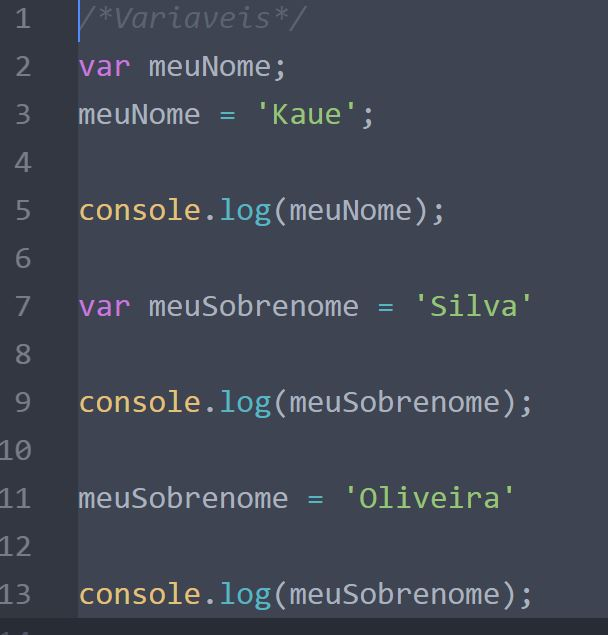 1 /*Variaveis*/
2 var meuNome;
3 meuNome = 'Kaue';
4
5 console.log(meuNome);
6
7 var meuSobrenome = 'Silva'
8
9 console.log(meuSobrenome);
10
11 meuSobrenome = 'Oliveira'
12
13 console.log(meuSobrenome);